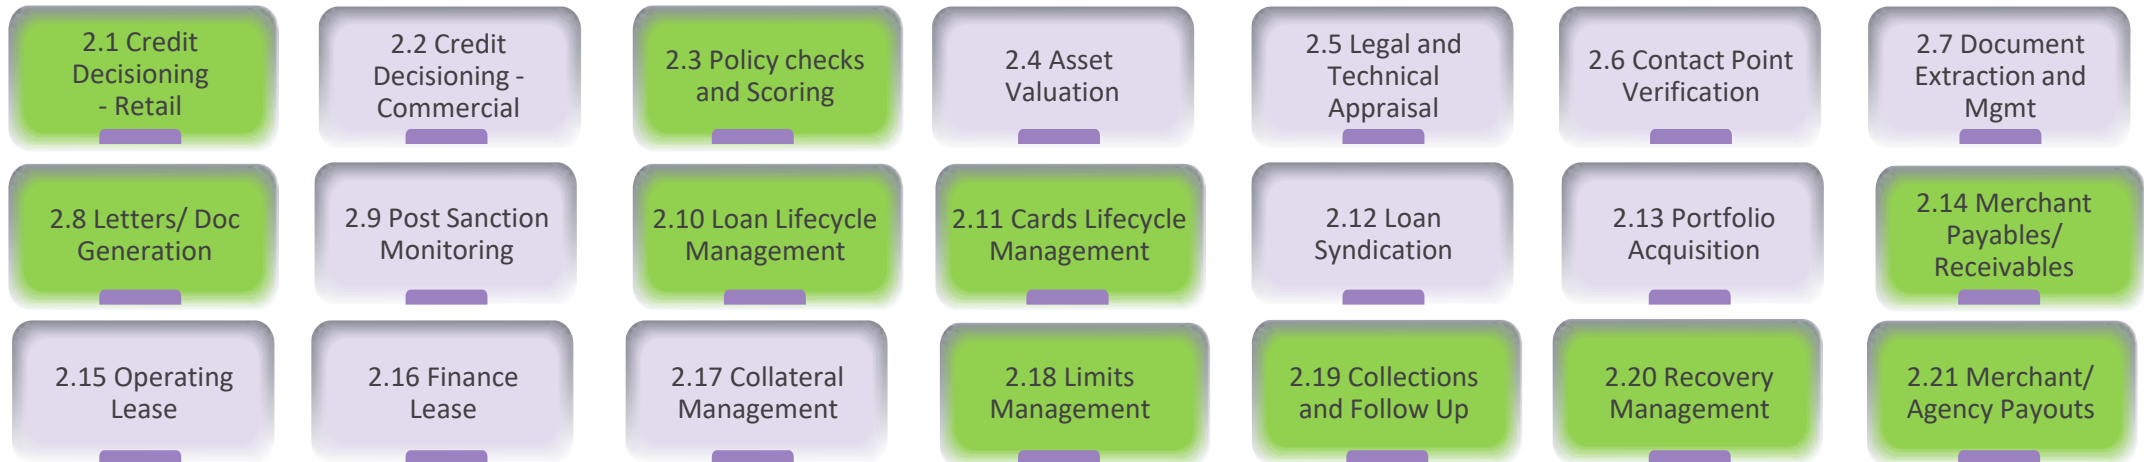 2.1 Credit
Decisioning
- Retail
2.2 Credit
Decisioning -
Commercial
2.3 Policy checks
and Scoring
2.4 Asset
Valuation
2.5 Legal and
Technical
Appraisal
2.6 Contact Point
Verification
2.7 Document
Extraction and
Mgmt
2.8 Letters/ Doc
Generation
2.9 Post Sanction
Monitoring
2.10 Loan Lifecycle
Management
2.11 Cards Lifecycle
Management
2.12 Loan
Syndication
2.13 Portfolio
Acquisition
2.14 Merchant
Payables/
Receivables
2.15 Operating
Lease
2.16 Finance
Lease
2.17 Collateral
Management
2.18 Limits
Management
2.19 Collections
and Follow Up
2.20 Recovery
Management
2.21 Merchant/
Agency Payouts